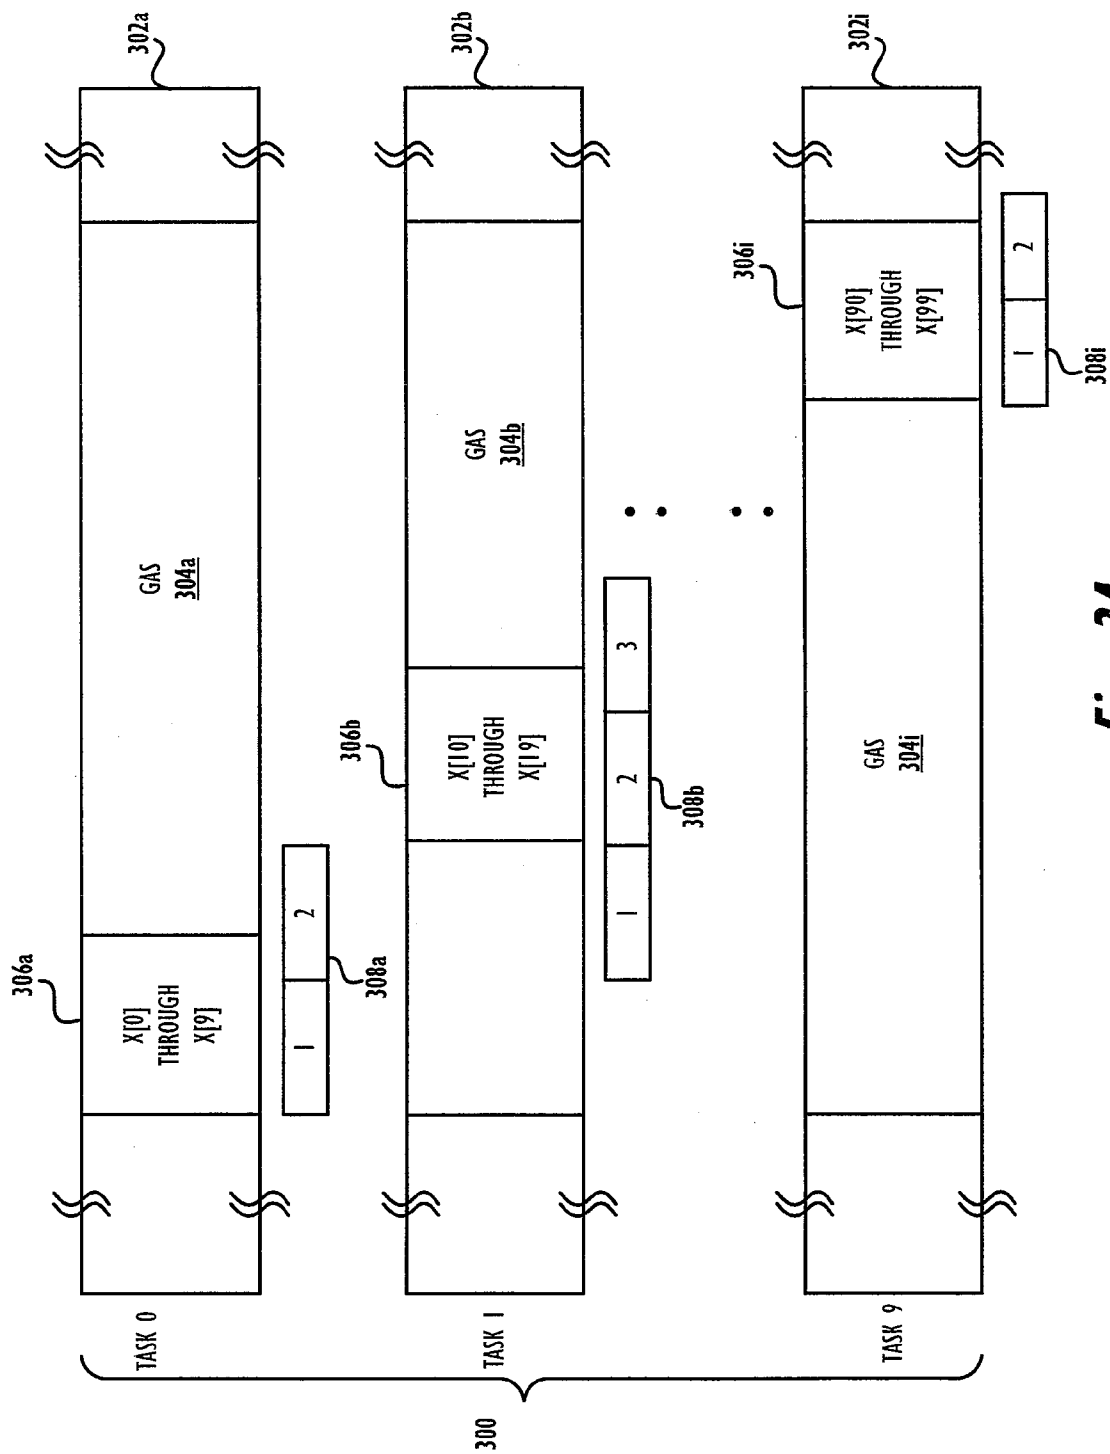 302a
306a
TASK 0
X[0]
THROUGH
X[9]
GAS
304a
1
2
308a
302b
306b
300
TASK 1
X[10]
THROUGH
X[19]
GAS
304b
1
2
3
308b
302i
306i
TASK 9
GAS
304i
X[90]
THROUGH
X[99]
1
2
308i